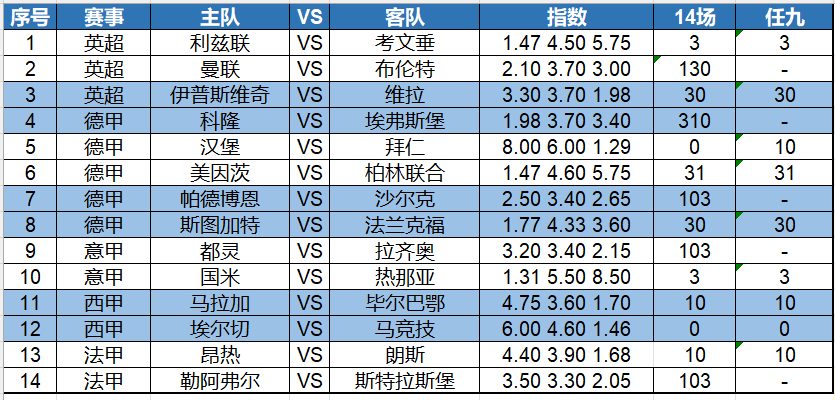 序号 赛事 主队 VS 客队 指数 14场 任九
1 英超 利兹联 VS 考文垂 1.47 4.50 5.75 3 3
2 英超 曼联 VS 布伦特 2.10 3.70 3.00 130 -
3 英超 伊普斯维奇 VS 维拉 3.30 3.70 1.98 30 30
4 德甲 科隆 VS 埃弗斯堡 1.98 3.70 3.40 310 -
5 德甲 汉堡 VS 拜仁 8.00 6.00 1.29 0 10
6 德甲 美因茨 VS 柏林联合 1.47 4.60 5.75 31 31
7 德甲 帕德博恩 VS 沙尔克 2.50 3.40 2.65 103 -
8 德甲 斯图加特 VS 法兰克福 1.77 4.33 3.60 30 30
9 意甲 都灵 VS 拉齐奥 3.20 3.40 2.15 103 -
10 意甲 国米 VS 热那亚 1.31 5.50 8.50 3 3
11 西甲 马拉加 VS 毕尔巴鄂 4.75 3.60 1.70 10 10
12 西甲 埃尔切 VS 马竞技 6.00 4.60 1.46 0 0
13 法甲 昂热 VS 朗斯 4.40 3.90 1.68 10 10
14 法甲 勒阿弗尔 VS 斯特拉斯堡 3.50 3.30 2.05 103 -